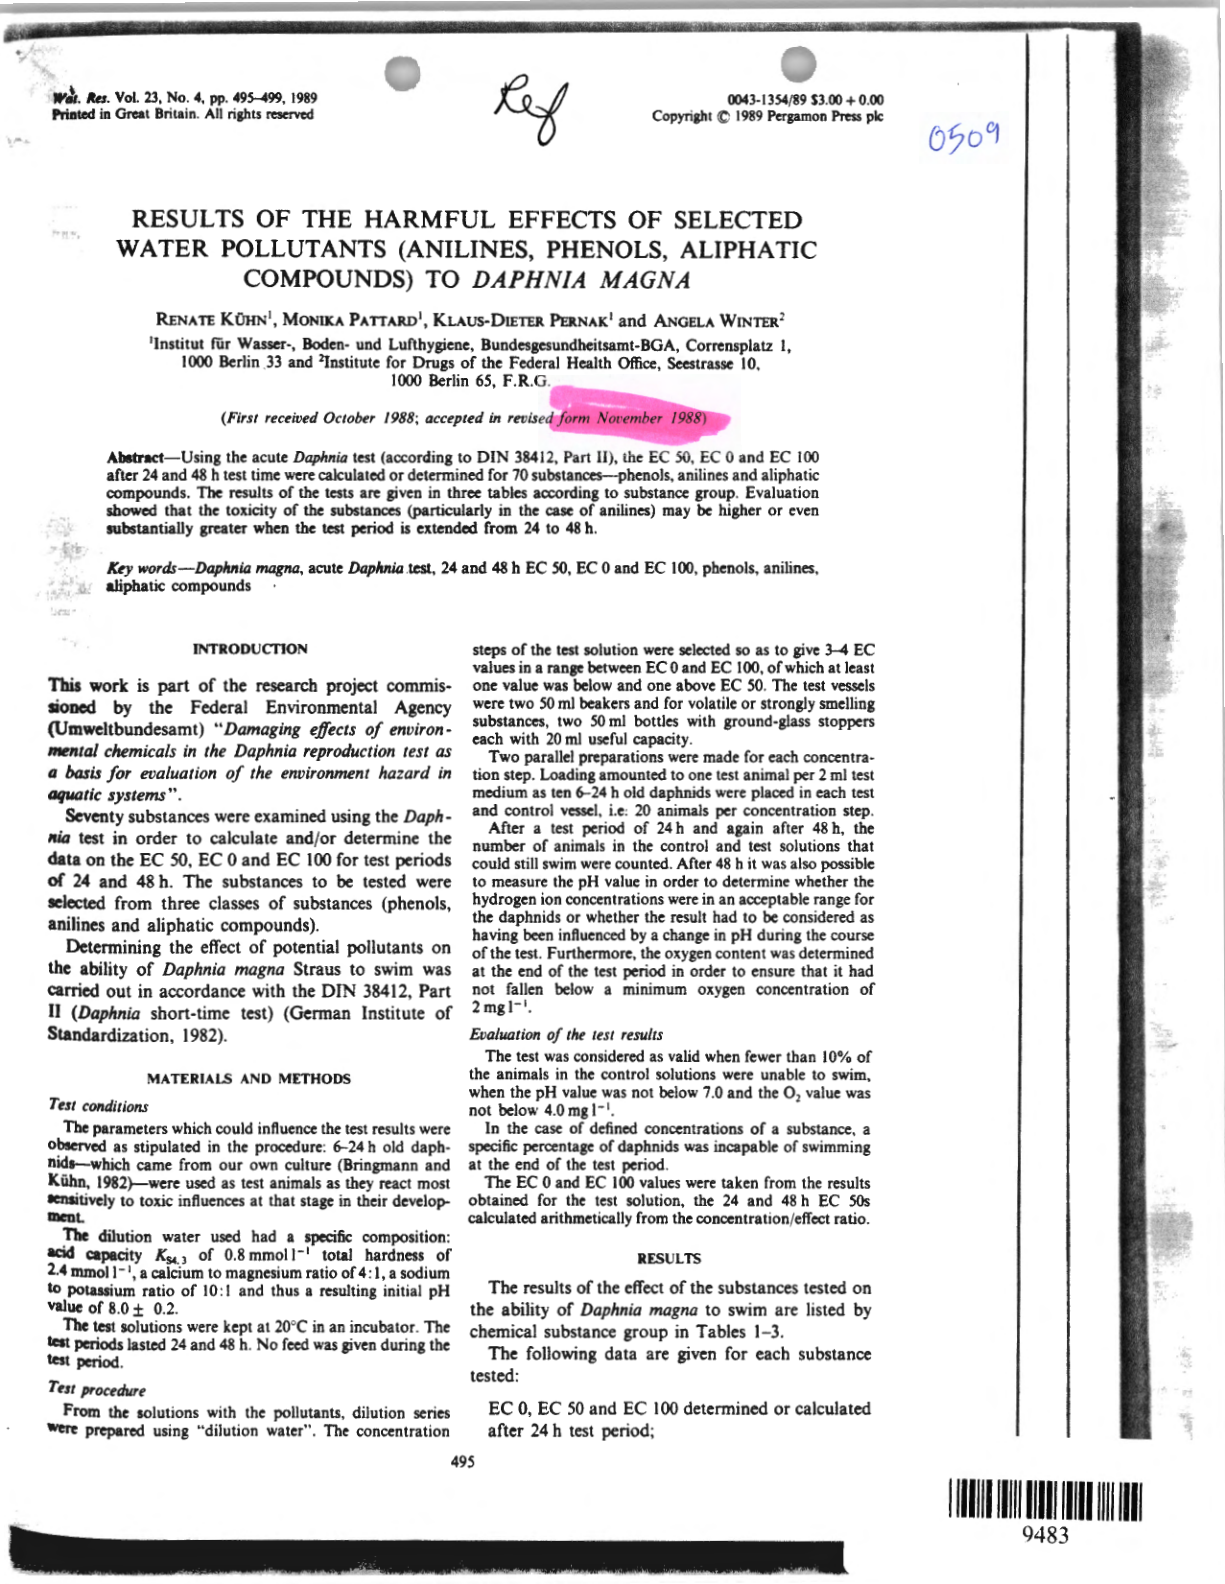 Wat. Res. Vol. 23, No. 4, pp. 495–499, 1989
Printed in Great Britain. All rights reserved
Ref
0043-1354/89 $3.00 + 0.00
Copyright © 1989 Pergamon Press plc
0509
RESULTS OF THE HARMFUL EFFECTS OF SELECTED
WATER POLLUTANTS (ANILINES, PHENOLS, ALIPHATIC
COMPOUNDS) TO DAPHNIA MAGNA
RENATE KÜHN¹, MONIKA PATTARD¹, KLAUS-DIETER PERNAK¹ and ANGELA WINTER²
¹Institut für Wasser-, Boden- und Lufthygiene, Bundesgesundheitsamt-BGA, Corrensplatz 1,
1000 Berlin 33 and ²Institute for Drugs of the Federal Health Office, Seestrasse 10,
1000 Berlin 65, F.R.G.
(First received October 1988; accepted in revised form November 1988)
Abstract—Using the acute Daphnia test (according to DIN 38412, Part II), the EC 50, EC 0 and EC 100
after 24 and 48 h test time were calculated or determined for 70 substances—phenols, anilines and aliphatic
compounds. The results of the tests are given in three tables according to substance group. Evaluation
showed that the toxicity of the substances (particularly in the case of anilines) may be higher or even
substantially greater when the test period is extended from 24 to 48 h.
Key words—Daphnia magna, acute Daphnia test, 24 and 48 h EC 50, EC 0 and EC 100, phenols, anilines,
aliphatic compounds
INTRODUCTION
This work is part of the research project commis-
sioned by the Federal Environmental Agency
(Umweltbundesamt) “Damaging effects of environ-
mental chemicals in the Daphnia reproduction test as
a basis for evaluation of the environment hazard in
aquatic systems”.
Seventy substances were examined using the Daph-
nia test in order to calculate and/or determine the
data on the EC 50, EC 0 and EC 100 for test periods
of 24 and 48 h. The substances to be tested were
selected from three classes of substances (phenols,
anilines and aliphatic compounds).
Determining the effect of potential pollutants on
the ability of Daphnia magna Straus to swim was
carried out in accordance with the DIN 38412, Part
II (Daphnia short-time test) (German Institute of
Standardization, 1982).
MATERIALS AND METHODS
Test conditions
The parameters which could influence the test results were
observed as stipulated in the procedure: 6–24 h old daph-
nids—which came from our own culture (Bringmann and
Kühn, 1982)—were used as test animals as they react most
sensitively to toxic influences at that stage in their develop-
ment.
The dilution water used had a specific composition:
acid capacity K_S4.3 of 0.8 mmol l⁻¹ total hardness of
2.4 mmol l⁻¹, a calcium to magnesium ratio of 4:1, a sodium
to potassium ratio of 10:1 and thus a resulting initial pH
value of 8.0 ± 0.2.
The test solutions were kept at 20°C in an incubator. The
test periods lasted 24 and 48 h. No feed was given during the
test period.
Test procedure
From the solutions with the pollutants, dilution series
were prepared using “dilution water”. The concentration
steps of the test solution were selected so as to give 3–4 EC
values in a range between EC 0 and EC 100, of which at least
one value was below and one above EC 50. The test vessels
were two 50 ml beakers and for volatile or strongly smelling
substances, two 50 ml bottles with ground-glass stoppers
each with 20 ml useful capacity.
Two parallel preparations were made for each concentra-
tion step. Loading amounted to one test animal per 2 ml test
medium as ten 6–24 h old daphnids were placed in each test
and control vessel, i.e: 20 animals per concentration step.
After a test period of 24 h and again after 48 h, the
number of animals in the control and test solutions that
could still swim were counted. After 48 h it was also possible
to measure the pH value in order to determine whether the
hydrogen ion concentrations were in an acceptable range for
the daphnids or whether the result had to be considered as
having been influenced by a change in pH during the course
of the test. Furthermore, the oxygen content was determined
at the end of the test period in order to ensure that it had
not fallen below a minimum oxygen concentration of
2 mg l⁻¹.
Evaluation of the test results
The test was considered as valid when fewer than 10% of
the animals in the control solutions were unable to swim,
when the pH value was not below 7.0 and the O₂ value was
not below 4.0 mg l⁻¹.
In the case of defined concentrations of a substance, a
specific percentage of daphnids was incapable of swimming
at the end of the test period.
The EC 0 and EC 100 values were taken from the results
obtained for the test solution, the 24 and 48 h EC 50s
calculated arithmetically from the concentration/effect ratio.
RESULTS
The results of the effect of the substances tested on
the ability of Daphnia magna to swim are listed by
chemical substance group in Tables 1–3.
The following data are given for each substance
tested:
EC 0, EC 50 and EC 100 determined or calculated
after 24 h test period;
495
9483